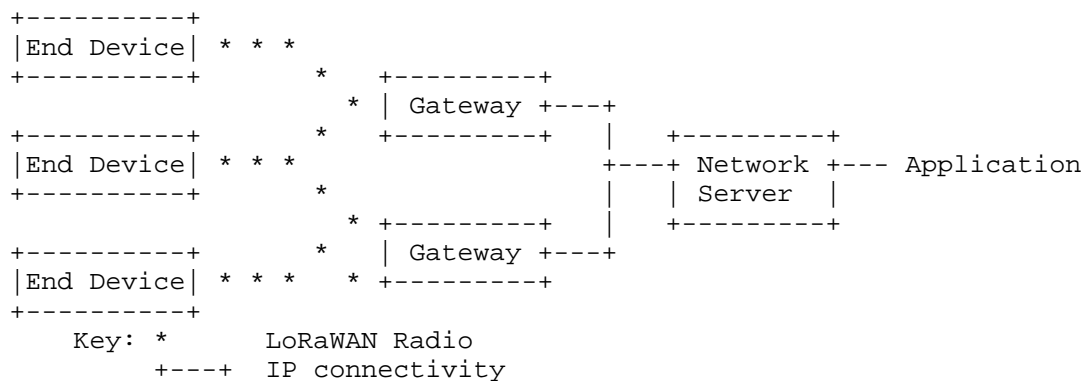 End Device
Gateway
End Device
Network Server
Application
Gateway
End Device
Key: * LoRaWAN Radio
+---+ IP connectivity